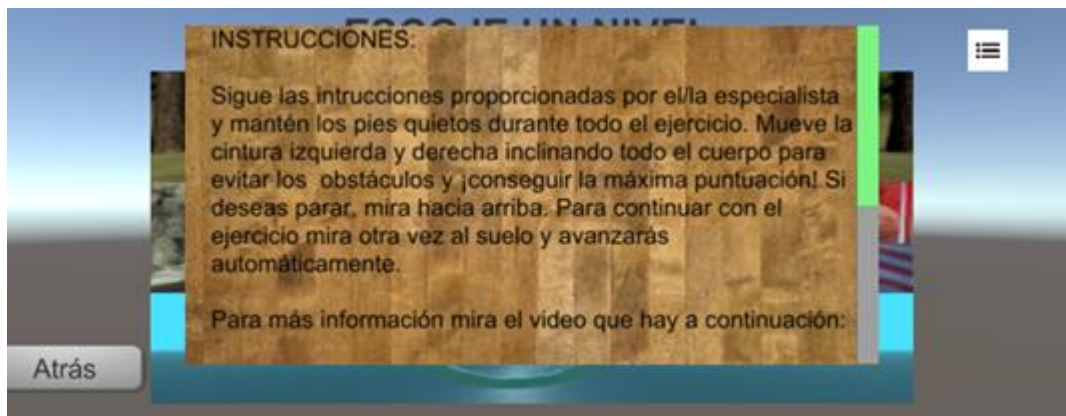 ESCOJE UN NIVEL
INSTRUCCIONES:
Sigue las intrucciones proporcionadas por el/la especialista
y mantén los pies quietos durante todo el ejercicio. Mueve la
cintura izquierda y derecha inclinando todo el cuerpo para
evitar los obstáculos y ¡conseguir la máxima puntuación! Si
deseas parar, mira hacia arriba. Para continuar con el
ejercicio mira otra vez al suelo y avanzarás
automáticamente.
Para más información mira el video que hay a continuación:
Atrás